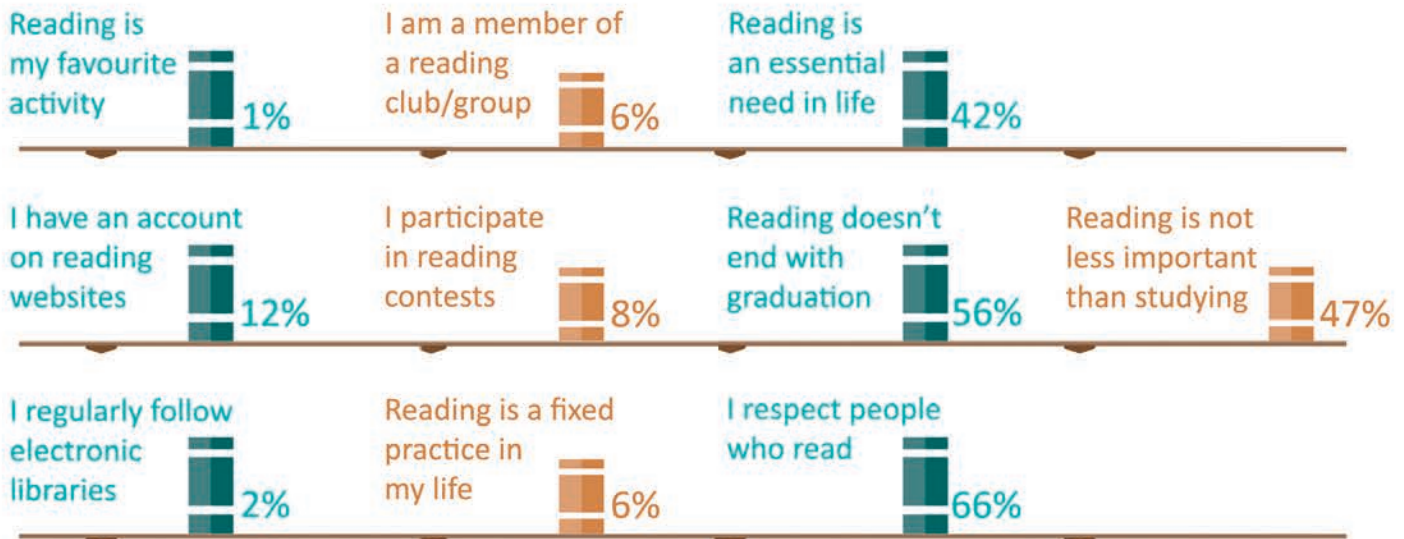 Reading is
my favourite
activity
1%
I am a member of
a reading
club/group
6%
Reading is
an essential
need in life
42%
I have an account
on reading
websites
12%
I participate
in reading
contests
8%
Reading doesn't
end with
graduation
56%
Reading is not
less important
than studying
47%
I regularly follow
electronic
libraries
2%
Reading is a fixed
practice in
my life
6%
I respect people
who read
66%